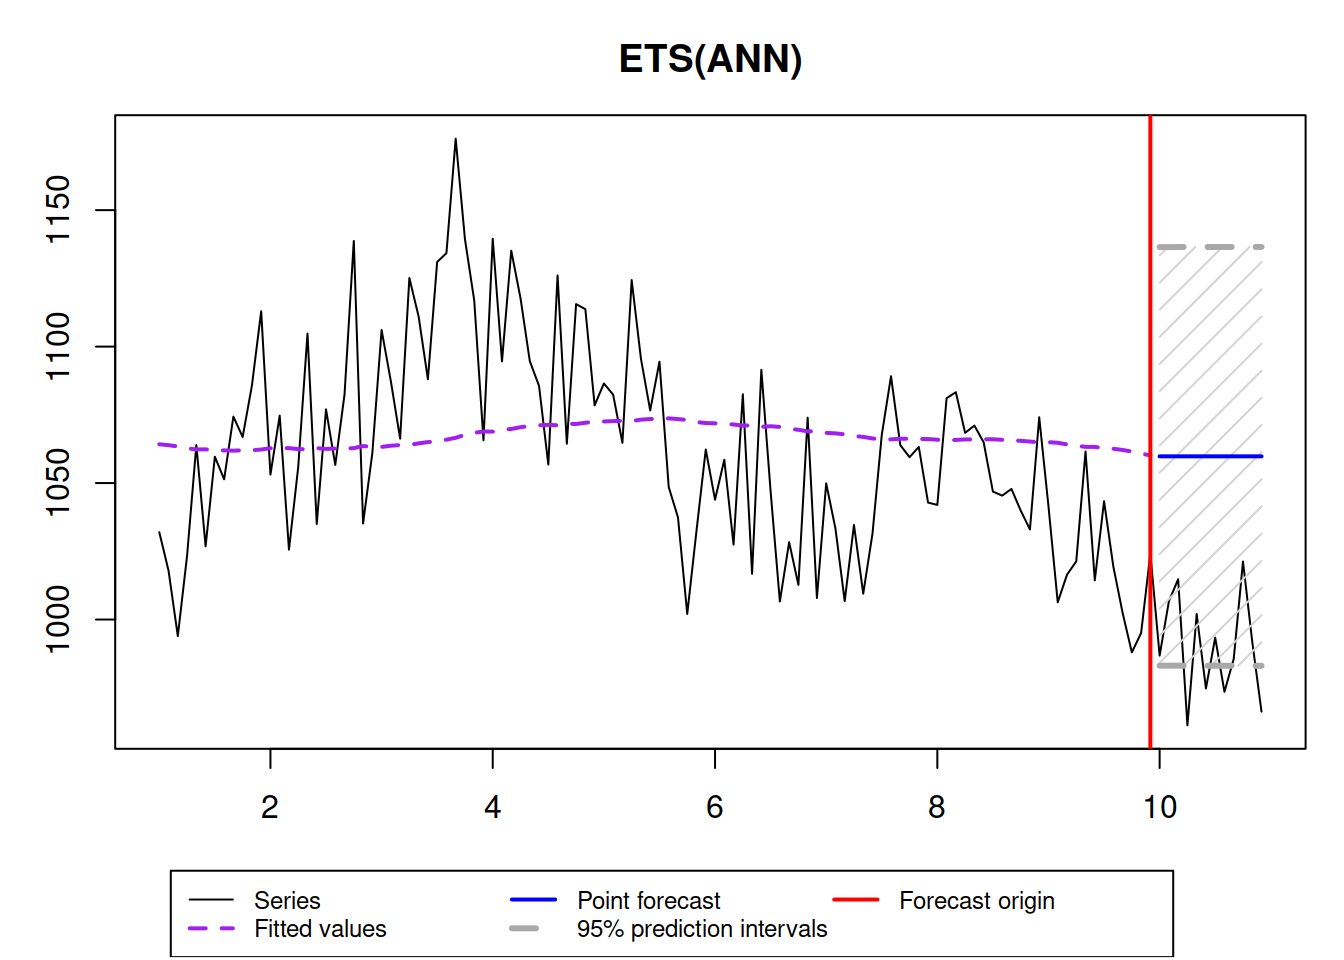 ETS(ANN)
1150
1100
1050
1000
2 4 6 8 10
Series Point forecast Forecast origin
Fitted values 95% prediction intervals